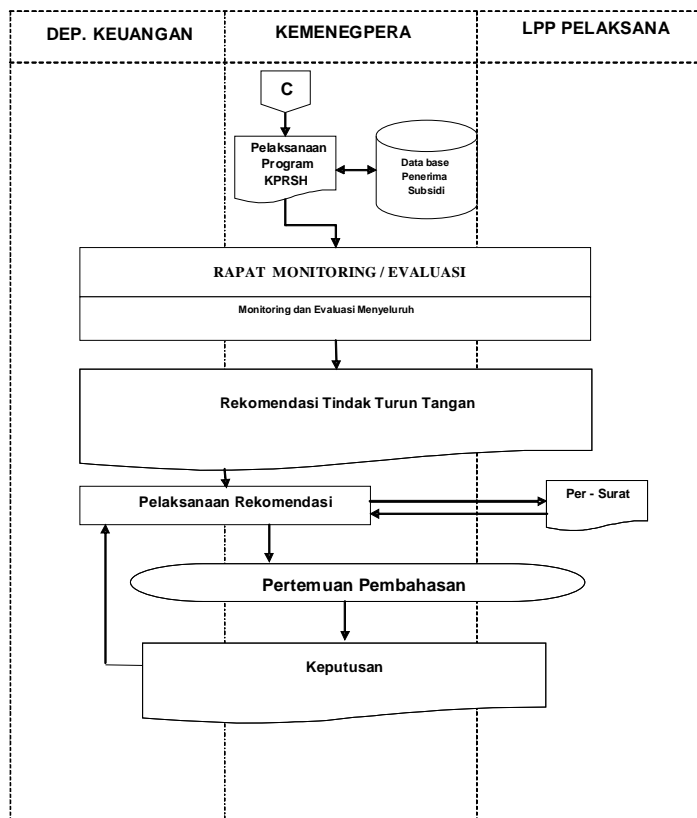 DEP. KEUANGAN
KEMENEGPERA
LPP PELAKSANA
C
Pelaksanaan
Program
KPRSH
Data base
Penerima
Subsidi
RAPAT MONITORING / EVALUASI
Monitoring dan Evaluasi Menyeluruh
Rekomendasi Tindak Turun Tangan
Pelaksanaan Rekomendasi
Per - Surat
Pertemuan Pembahasan
Keputusan